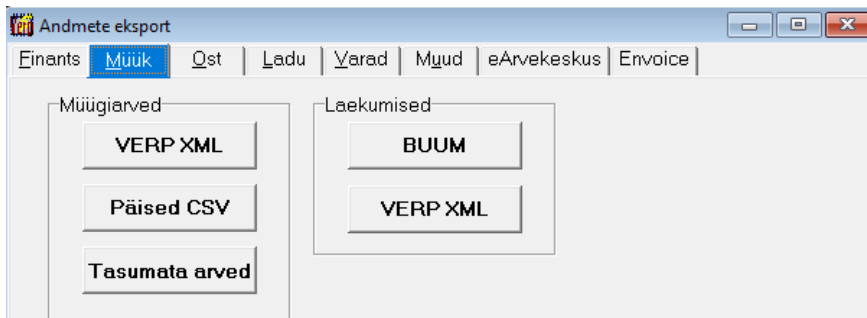 Verp Andmete eksport
Finants Müük Ost Ladu Varad Muud eArvekeskus Envoice
Müügiarved
VERP XML
Päised CSV
Tasumata arved
Laekumised
BUUM
VERP XML